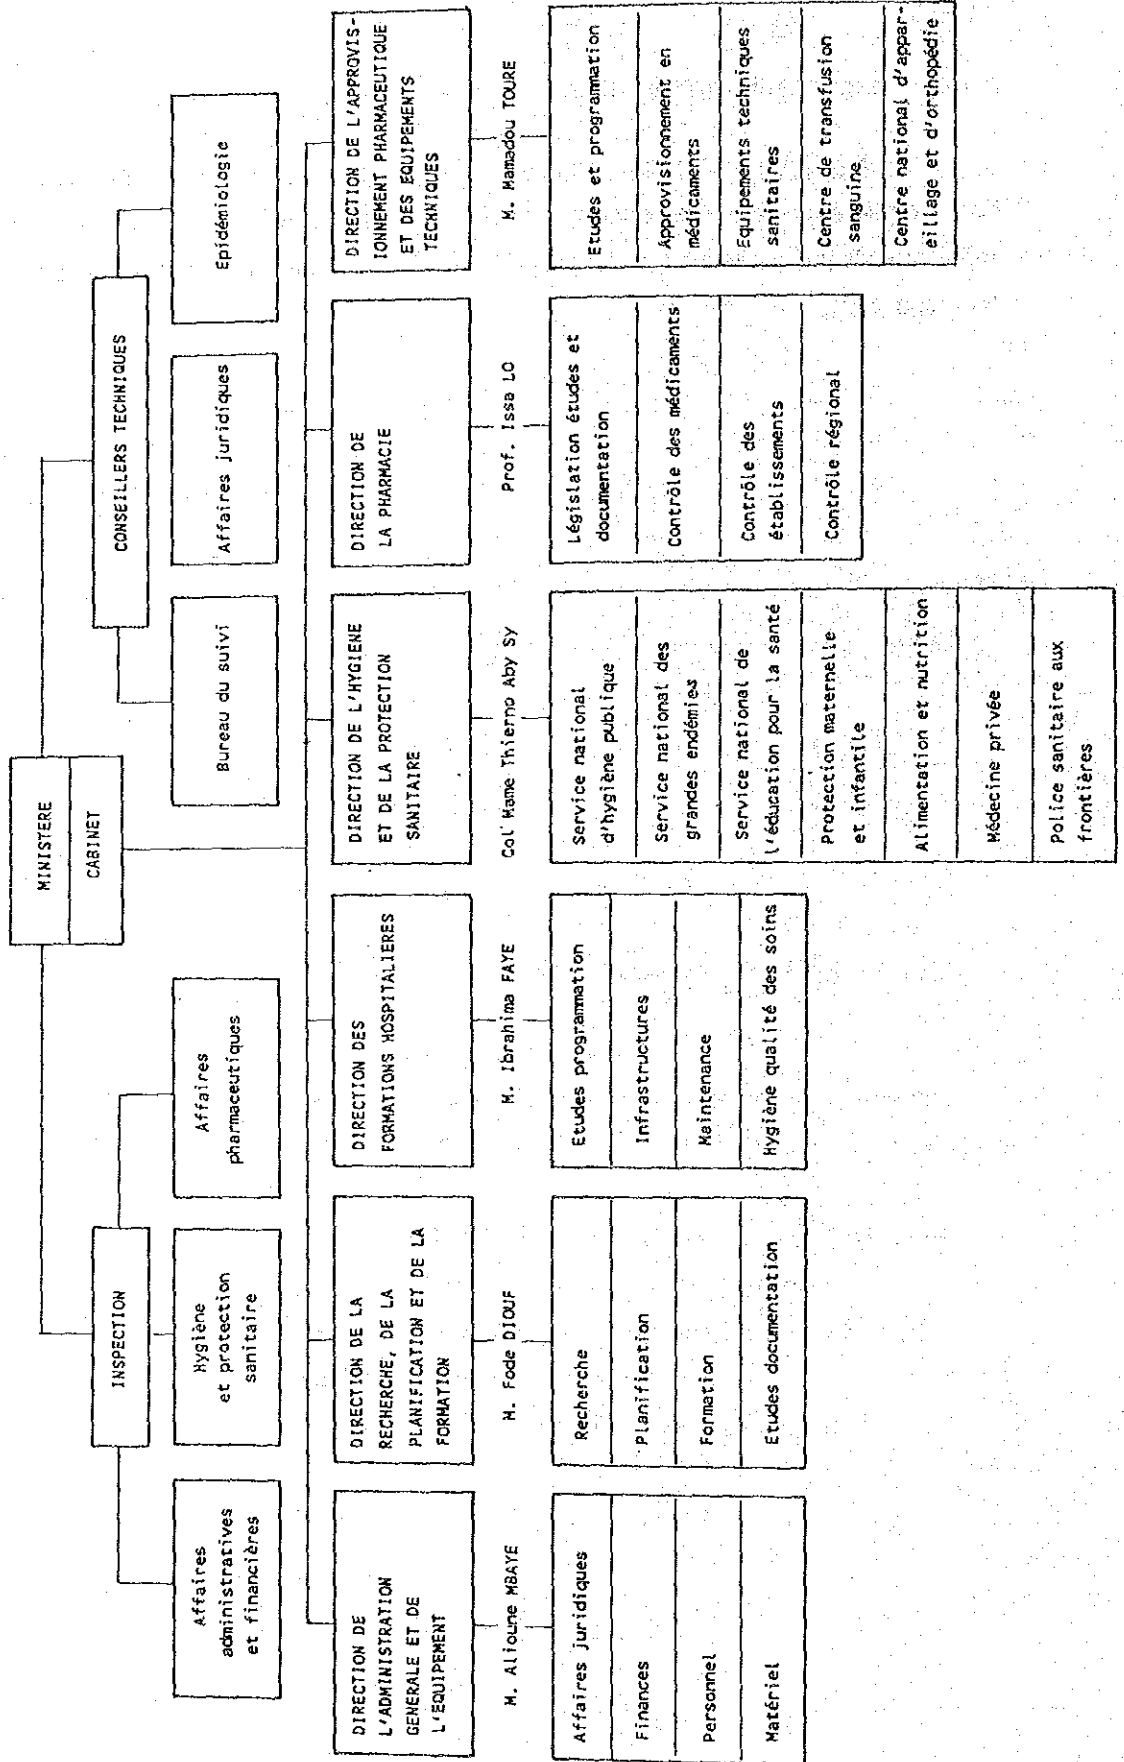 MINISTERE
CABINET
INSPECTION
CONSEILLERS TECHNIQUES
Affaires
administratives
et financières
Hygiène
et protection
sanitaire
Affaires
pharmaceutiques
Bureau du suivi
Affaires juridiques
Epidémiologie
DIRECTION DE
L'ADMINISTRATION
GENERALE ET DE
L'EQUIPEMENT
M. Alioune MBAYE
Affaires juridiques
Finances
Personnel
Matériel
DIRECTION DE LA
RECHERCHE, DE LA
PLANIFICATION ET DE LA
FORMATION
M. Fode DIOUF
Recherche
Planification
Formation
Etudes documentation
DIRECTION DES
FORMATIONS HOSPITALIERES
M. Ibrahima FAYE
Etudes programmation
Infrastructures
Maintenance
Hygiène qualité des soins
DIRECTION DE L'HYGIENE
ET DE LA PROTECTION
SANITAIRE
Col Mame Thierno Aby Sy
Service national
d'hygiène publique
Service national des
grandes endémies
Service national de
l'éducation pour la santé
Protection maternelle
et infantile
Alimentation et nutrition
Médecine privée
Police sanitaire aux
frontières
DIRECTION DE
LA PHARMACIE
Prof. Issa LO
Législation études et
documentation
Contrôle des médicaments
Contrôle des
établissements
Contrôle régional
DIRECTION DE L'APPROVIS-
IONNEMENT PHARMACEUTIQUE
ET DES EQUIPEMENTS
TECHNIQUES
M. Mamadou TOURE
Etudes et programmation
Approvisionnement en
médicaments
Equipements techniques
sanitaires
Centre de transfusion
sanguine
Centre national d'appar-
eillage et d'orthopédie